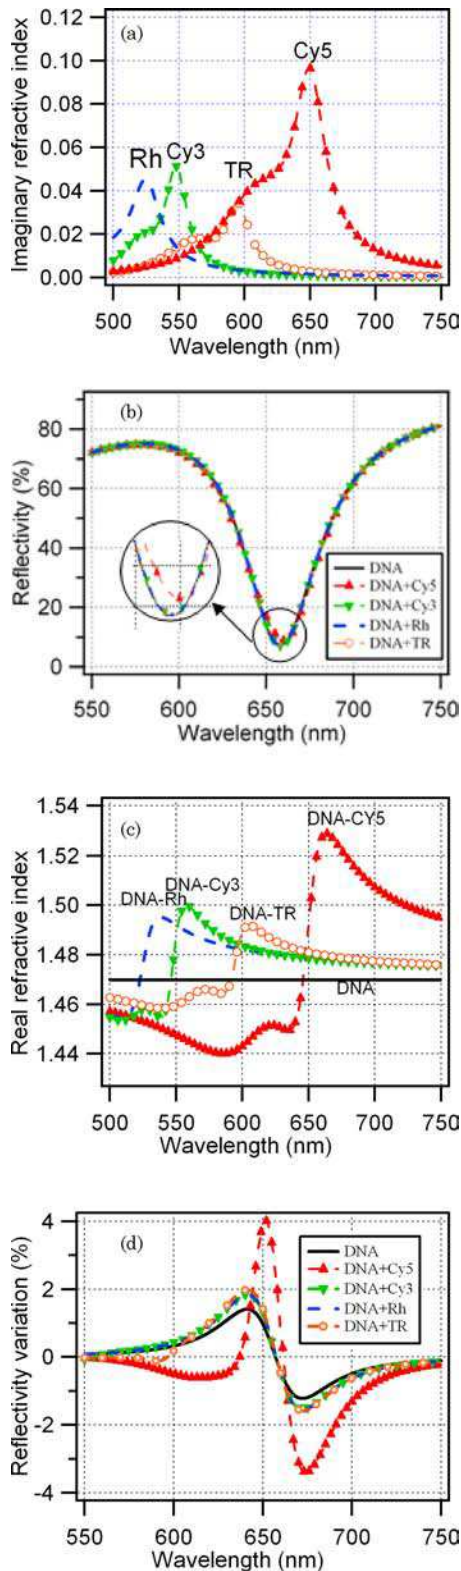 (a)
Imaginary refractive index
0.12
0.10
0.08
0.06
0.04
0.02
0.00
Rh
Cy3
TR
Cy5
500 550 600 650 700 750
Wavelength (nm)
(b)
Reflectivity (%)
80
60
40
20
0
DNA
DNA+Cy5
DNA+Cy3
DNA+Rh
DNA+TR
550 600 650 700 750
Wavelength (nm)
(c)
Real refractive index
1.54
1.52
1.50
1.48
1.46
1.44
DNA-CY5
DNA-Cy3
DNA-Rh
DNA-TR
DNA
500 550 600 650 700 750
Wavelength (nm)
(d)
Reflectivity variation (%)
4
2
0
-2
-4
DNA
DNA+Cy5
DNA+Cy3
DNA+Rh
DNA+TR
550 600 650 700 750
Wavelength (nm)